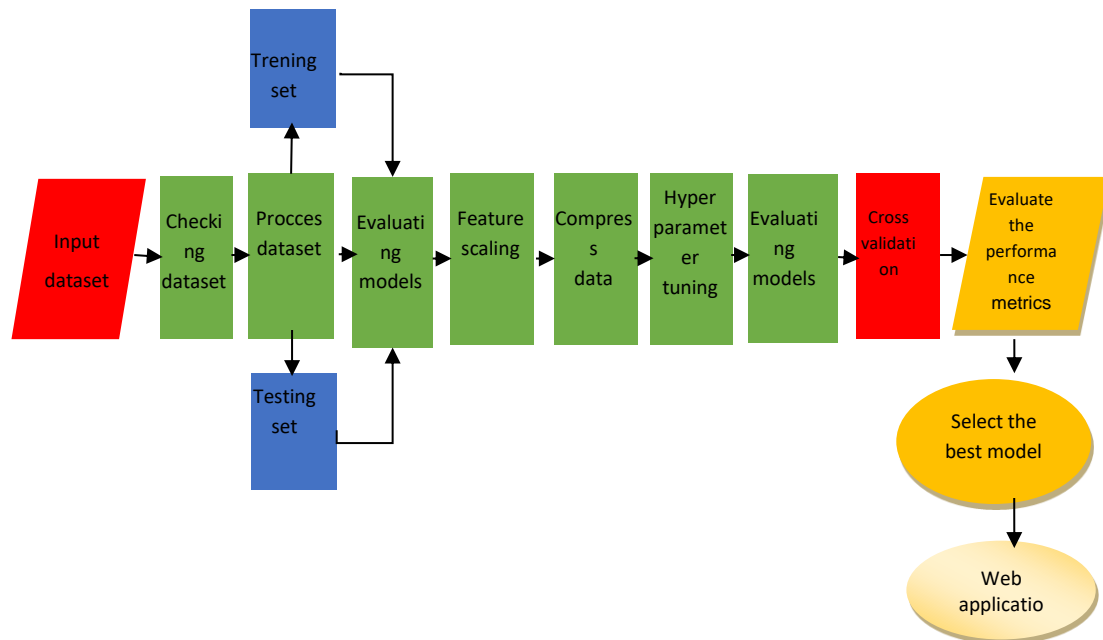 Trening
set
Input
dataset
Checki
ng
dataset
Procces
dataset
Testing
set
Evaluati
ng
models
Feature
scaling
Compres
s
data
Hyper
paramet
er
tuning
Evaluati
ng
models
Cross
validati
on
Evaluate
the
performa
nce
metrics
Select the
best model
Web
applicatio